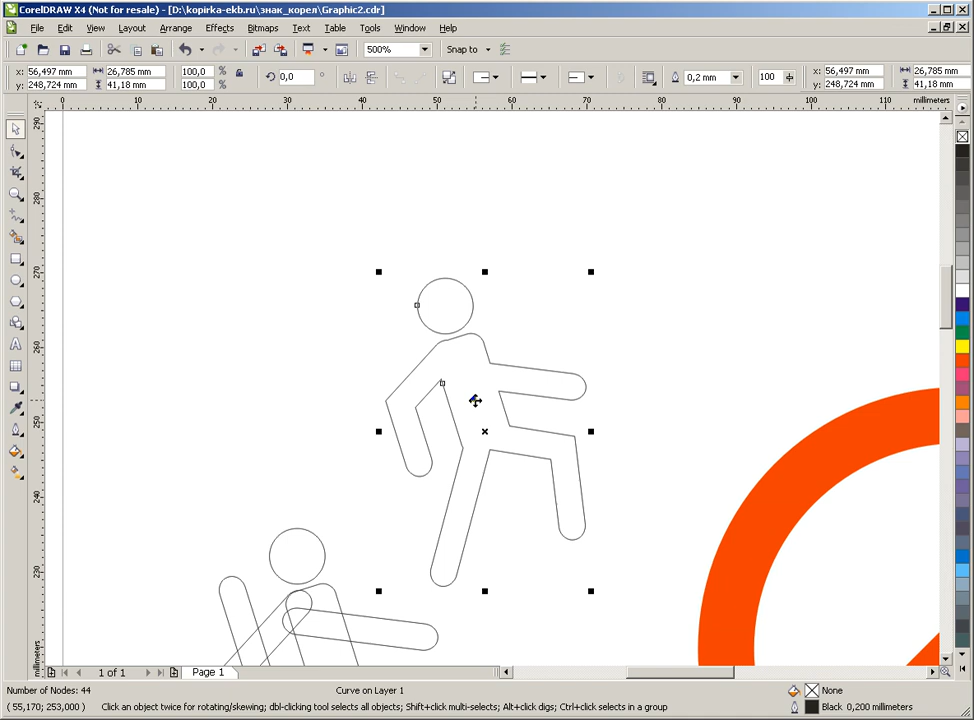 CorelDRAW X4 (Not for resale) - [D:\kopirka-ekb.ru\знак_корел\Graphic2.cdr]
File Edit View Layout Arrange Effects Bitmaps Text Table Tools Window Help
500% Snap to
x: 56,497 mm 26,785 mm 100,0 % 0,0 ° 0,2 mm 100 x: 56,497 mm 26,785 mm
y: 248,724 mm 41,18 mm 100,0 % y: 248,724 mm 41,18 mm
0 10 20 30 40 50 60 70 80 90 100 110 millimeters
290
280
270
260
250
240
230
millimeters
1 of 1 Page 1
Number of Nodes: 44 Curve on Layer 1 None
( 55,170; 253,000 ) Click an object twice for rotating/skewing; dbl-clicking tool selects all objects; Shift+click multi-selects; Alt+click digs; Ctrl+click selects in a group Black 0,200 millimeters